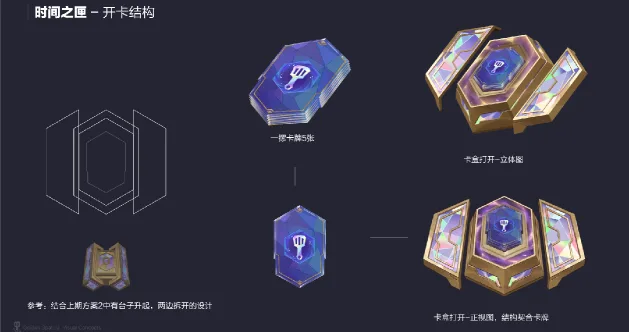 时间之匣 – 开卡结构
一摞卡牌5张
卡盒打开–立体图
参考：结合上期方案2中有台子升起，两边拆开的设计
卡盒打开–正视图，结构契合卡牌